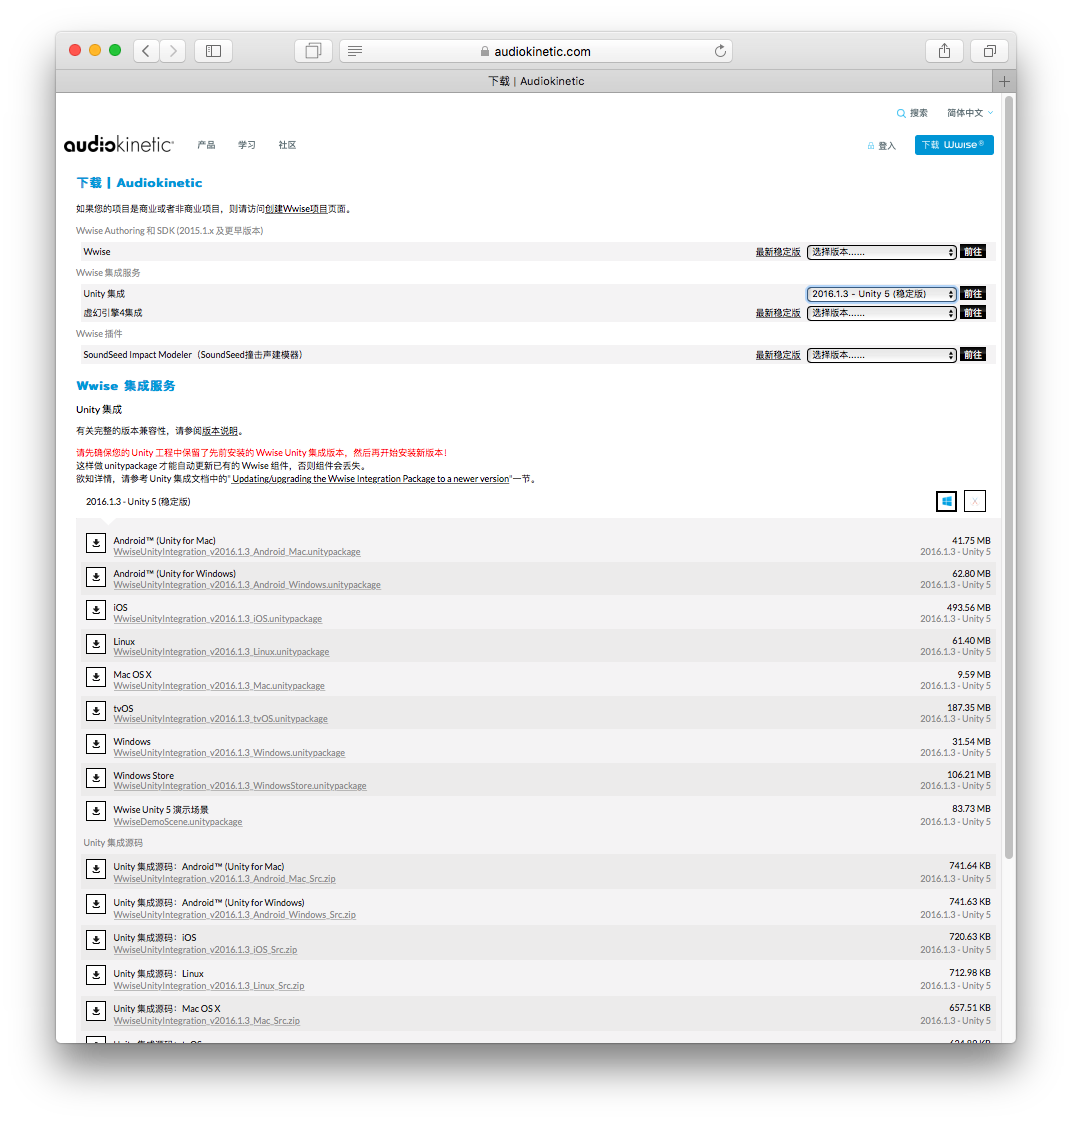 audiokinetic.com
下载 | Audiokinetic
搜索 简体中文
audiokinetic 产品 学习 社区 登入 下载 Wwise®
下载 | Audiokinetic
如果您的项目是商业或者非商业项目，则请访问创建Wwise项目页面。
Wwise Authoring 和 SDK (2015.1.x 及更早版本)
Wwise 最新稳定版 选择版本...... 前往
Wwise 集成服务
Unity 集成 2016.1.3 - Unity 5 (稳定版) 前往
虚幻引擎4集成 最新稳定版 选择版本...... 前往
Wwise 插件
SoundSeed Impact Modeler（SoundSeed撞击声建模器） 最新稳定版 选择版本...... 前往
Wwise 集成服务
Unity 集成
有关完整的版本兼容性，请参阅版本说明。
请先确保您的 Unity 工程中保留了先前安装的 Wwise Unity 集成版本，然后再开始安装新版本!
这样做 unitypackage 才能自动更新已有的 Wwise 组件，否则组件会丢失。
欲知详情，请参考 Unity 集成文档中的" Updating/upgrading the Wwise Integration Package to a newer version"一节。
2016.1.3 - Unity 5 (稳定版) X
Android™ (Unity for Mac) 41.75 MB
WwiseUnityIntegration_v2016.1.3_Android_Mac.unitypackage 2016.1.3 - Unity 5
Android™ (Unity for Windows) 62.80 MB
WwiseUnityIntegration_v2016.1.3_Android_Windows.unitypackage 2016.1.3 - Unity 5
iOS 493.56 MB
WwiseUnityIntegration_v2016.1.3_iOS.unitypackage 2016.1.3 - Unity 5
Linux 61.40 MB
WwiseUnityIntegration_v2016.1.3_Linux.unitypackage 2016.1.3 - Unity 5
Mac OS X 9.59 MB
WwiseUnityIntegration_v2016.1.3_Mac.unitypackage 2016.1.3 - Unity 5
tvOS 187.35 MB
WwiseUnityIntegration_v2016.1.3_tvOS.unitypackage 2016.1.3 - Unity 5
Windows 31.54 MB
WwiseUnityIntegration_v2016.1.3_Windows.unitypackage 2016.1.3 - Unity 5
Windows Store 106.21 MB
WwiseUnityIntegration_v2016.1.3_WindowsStore.unitypackage 2016.1.3 - Unity 5
Wwise Unity 5 演示场景 83.73 MB
WwiseDemoScene.unitypackage 2016.1.3 - Unity 5
Unity 集成源码
Unity 集成源码：Android™ (Unity for Mac) 741.64 KB
WwiseUnityIntegration_v2016.1.3_Android_Mac_Src.zip 2016.1.3 - Unity 5
Unity 集成源码：Android™ (Unity for Windows) 741.63 KB
WwiseUnityIntegration_v2016.1.3_Android_Windows_Src.zip 2016.1.3 - Unity 5
Unity 集成源码：iOS 720.63 KB
WwiseUnityIntegration_v2016.1.3_iOS_Src.zip 2016.1.3 - Unity 5
Unity 集成源码：Linux 712.98 KB
WwiseUnityIntegration_v2016.1.3_Linux_Src.zip 2016.1.3 - Unity 5
Unity 集成源码：Mac OS X 657.51 KB
WwiseUnityIntegration_v2016.1.3_Mac_Src.zip 2016.1.3 - Unity 5